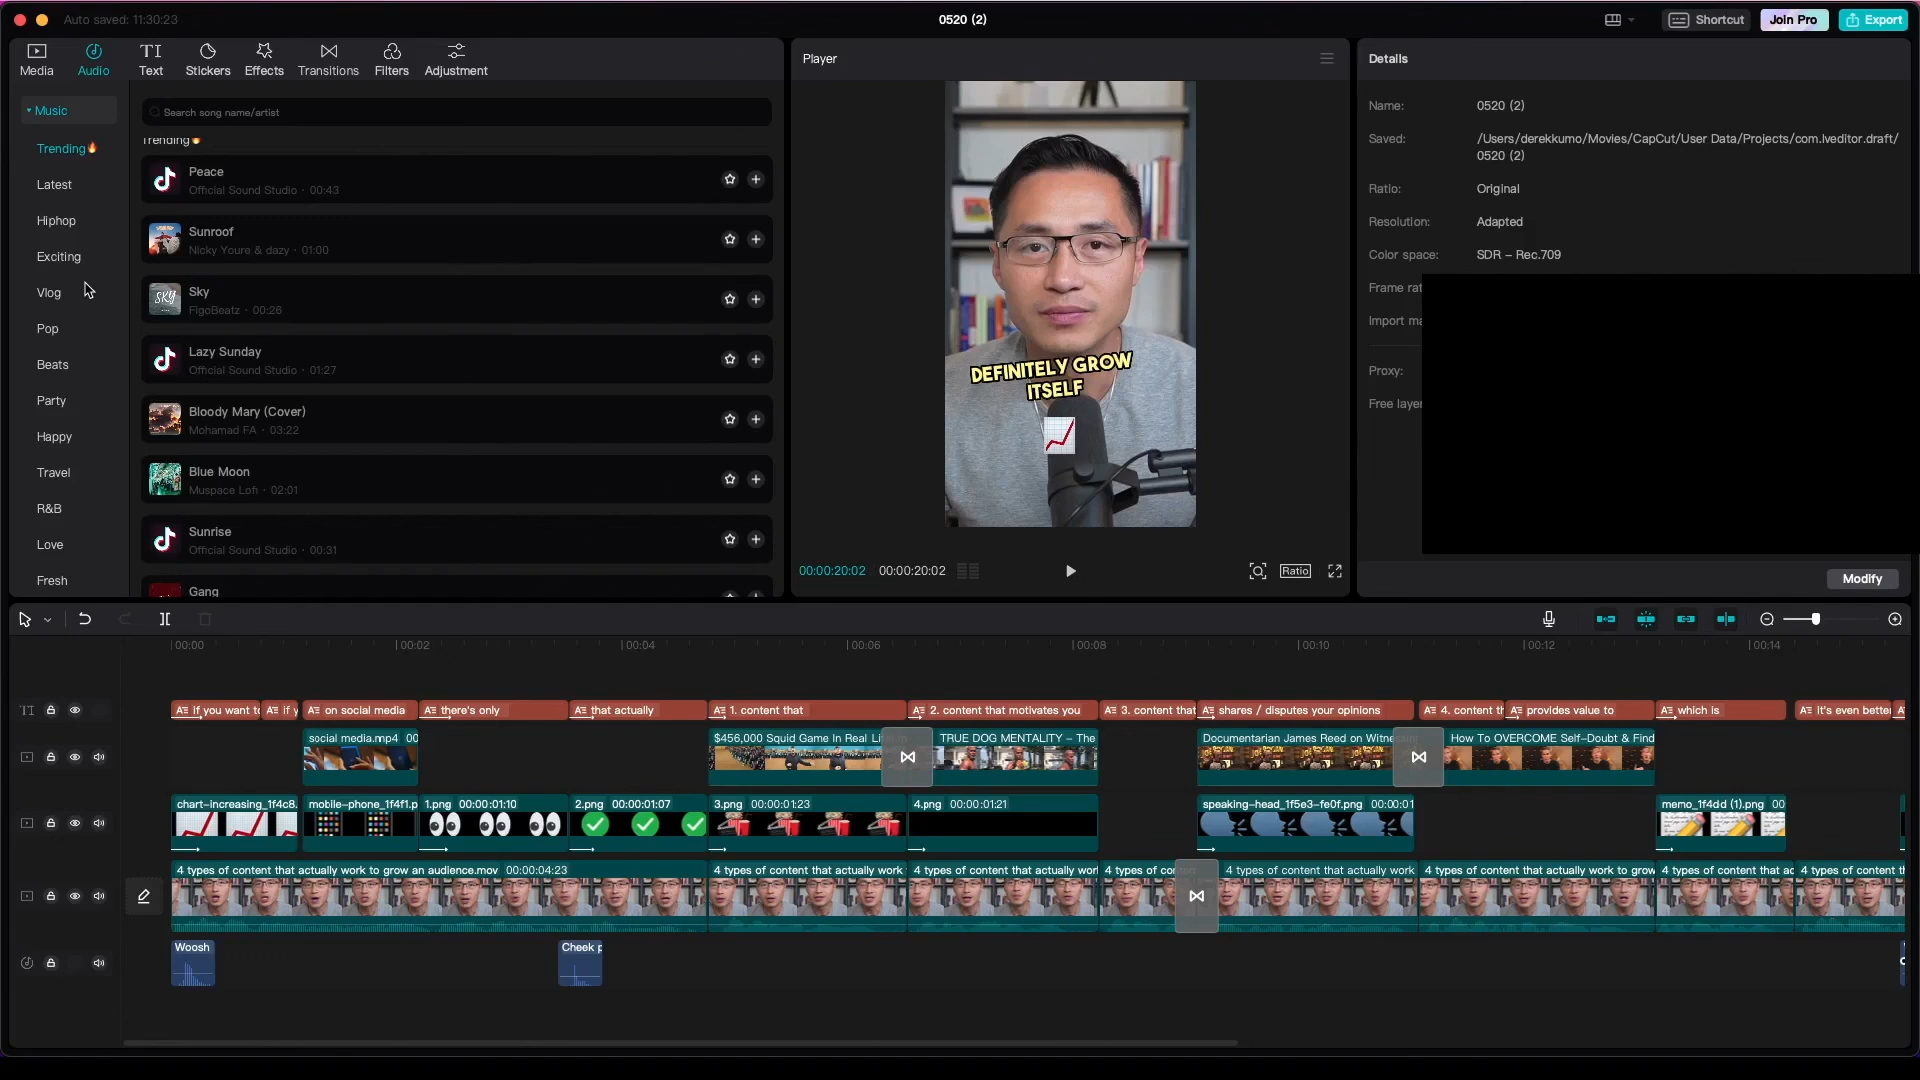 Auto saved: 11:30:23
0520 (2)
Shortcut
Join Pro
Export
Media
Audio
TI
Text
Stickers
Effects
Transitions
Filters
Adjustment
Music
Trending🔥
Latest
Hiphop
Exciting
Vlog
Pop
Beats
Party
Happy
Travel
R&B
Love
Fresh
Search song name/artist
Trending🔥
Peace
Official Sound Studio · 00:43
Sunroof
Nicky Youre & dazy · 01:00
SKY
Sky
FigoBeatz · 00:26
Lazy Sunday
Official Sound Studio · 01:27
Bloody Mary (Cover)
Mohamad FA · 03:22
Blue Moon
Muspace Lofi · 02:01
Sunrise
Official Sound Studio · 00:31
Gang
Player
DEFINITELY GROW
ITSELF
00:00:20:02 00:00:20:02
Ratio
Details
Name: 0520 (2)
Saved: /Users/derekkumo/Movies/CapCut/User Data/Projects/com.lveditor.draft/
0520 (2)
Ratio: Original
Resolution: Adapted
Color space: SDR – Rec.709
Frame rat
Import ma
Proxy:
Free layer
Modify
00:00 00:02 00:04 00:06 00:08 00:10 00:12 00:14
TI
if you want to
if y
on social media
there's only
that actually
1. content that
2. content that motivates you
3. content that
shares / disputes your opinions
4. content th
provides value to
which is
it's even better
social media.mp4 00
$456,000 Squid Game In Real Li
TRUE DOG MENTALITY – The
Documentarian James Reed on Witne
How To OVERCOME Self-Doubt & Find
chart-increasing_1f4c8.
mobile-phone_1f4f1.p
1.png 00:00:01:10
2.png 00:00:01:07
3.png 00:00:01:23
4.png 00:00:01:21
speaking-head_1f5e3-fe0f.png 00:00:01
memo_1f4dd (1).png 00
4 types of content that actually work to grow an audience.mov 00:00:04:23
4 types of content that actually work
4 types of content that actually worl
4 types of con
4 types of content that actually work
4 types of content that actually work to grow
4 types of content that ac
4 types of content th
Woosh
Cheek p